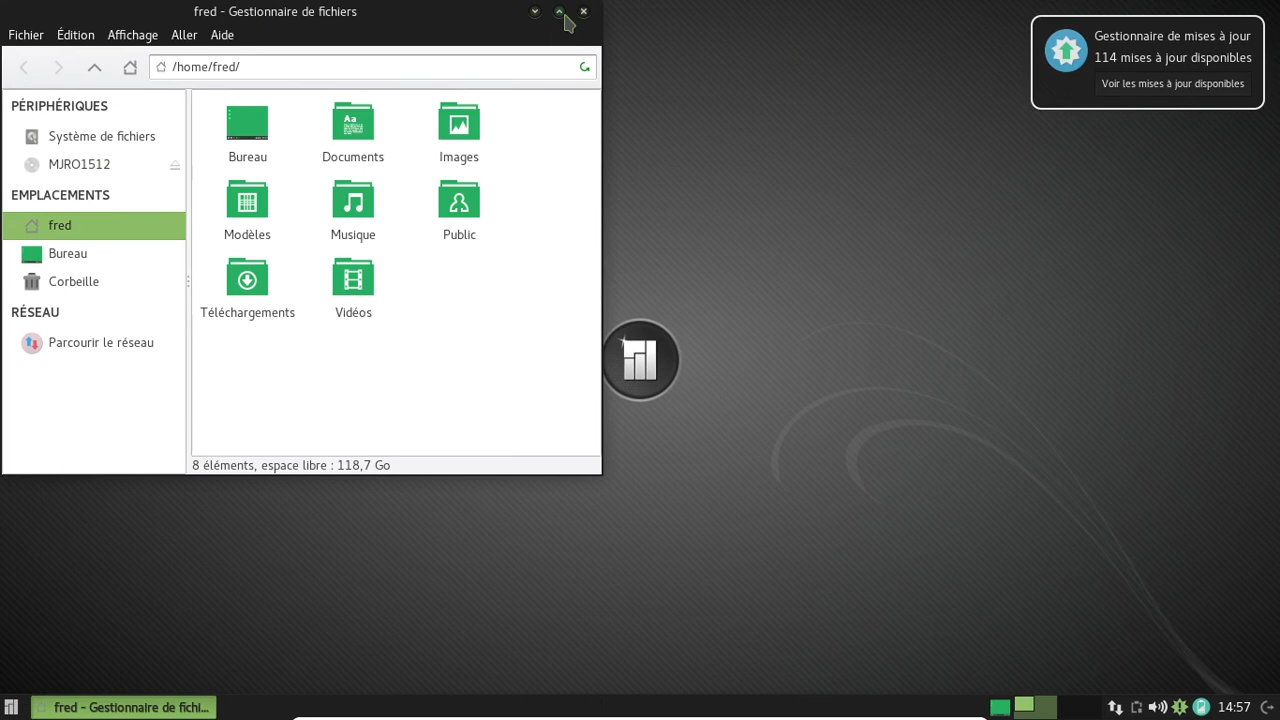 fred - Gestionnaire de fichiers
Fichier Édition Affichage Aller Aide
/home/fred/
PÉRIPHÉRIQUES
Système de fichiers
MJRO1512
EMPLACEMENTS
fred
Bureau
Corbeille
RÉSEAU
Parcourir le réseau
Bureau Documents Images
Aa
Modèles Musique Public
Téléchargements Vidéos
8 éléments, espace libre : 118,7 Go
Gestionnaire de mises à jour
114 mises à jour disponibles
Voir les mises à jour disponibles
fred - Gestionnaire de fichi...
14:57